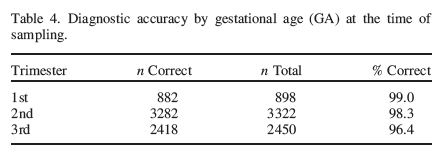 Table 4. Diagnostic accuracy by gestational age (GA) at the time of
sampling.
Trimester n Correct n Total % Correct
1st 882 898 99.0
2nd 3282 3322 98.3
3rd 2418 2450 96.4